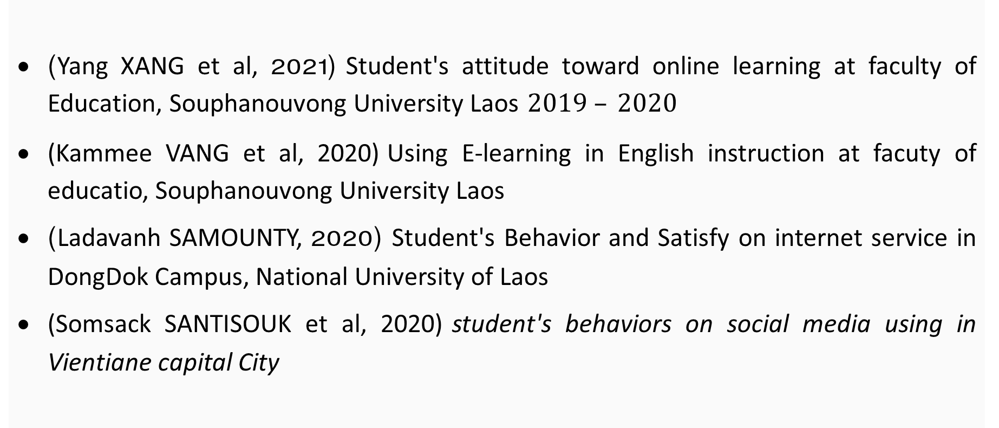 • (Yang XANG et al, 2021) Student's attitude toward online learning at faculty of
Education, Souphanouvong University Laos 2019 – 2020
• (Kammee VANG et al, 2020) Using E-learning in English instruction at facuty of
educatio, Souphanouvong University Laos
• (Ladavanh SAMOUNTY, 2020) Student's Behavior and Satisfy on internet service in
DongDok Campus, National University of Laos
• (Somsack SANTISOUK et al, 2020) student's behaviors on social media using in
Vientiane capital City